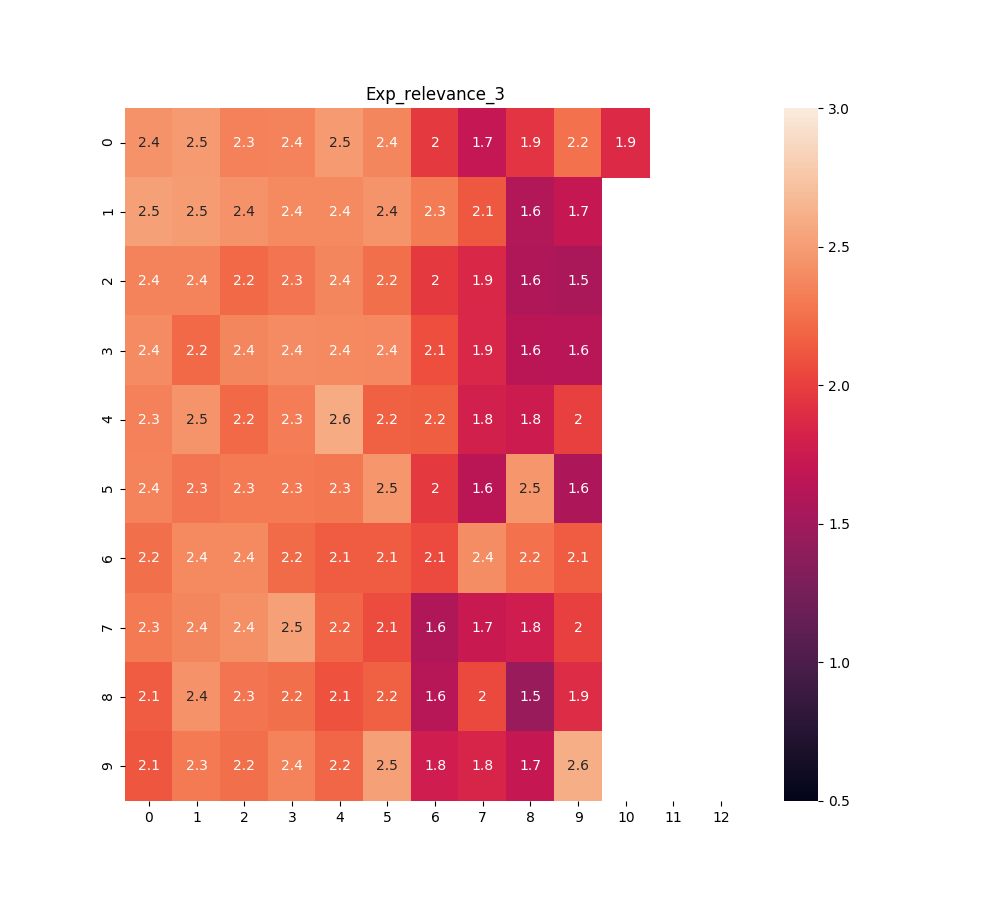 Exp_relevance_3
0 2.4 2.5 2.3 2.4 2.5 2.4 2 1.7 1.9 2.2 1.9
1 2.5 2.5 2.4 2.4 2.4 2.4 2.3 2.1 1.6 1.7
2 2.4 2.4 2.2 2.3 2.4 2.2 2 1.9 1.6 1.5
3 2.4 2.2 2.4 2.4 2.4 2.4 2.1 1.9 1.6 1.6
4 2.3 2.5 2.2 2.3 2.6 2.2 2.2 1.8 1.8 2
5 2.4 2.3 2.3 2.3 2.3 2.5 2 1.6 2.5 1.6
6 2.2 2.4 2.4 2.2 2.1 2.1 2.1 2.4 2.2 2.1
7 2.3 2.4 2.4 2.5 2.2 2.1 1.6 1.7 1.8 2
8 2.1 2.4 2.3 2.2 2.1 2.2 1.6 2 1.5 1.9
9 2.1 2.3 2.2 2.4 2.2 2.5 1.8 1.8 1.7 2.6
0 1 2 3 4 5 6 7 8 9 10 11 12
3.0
2.5
2.0
1.5
1.0
0.5